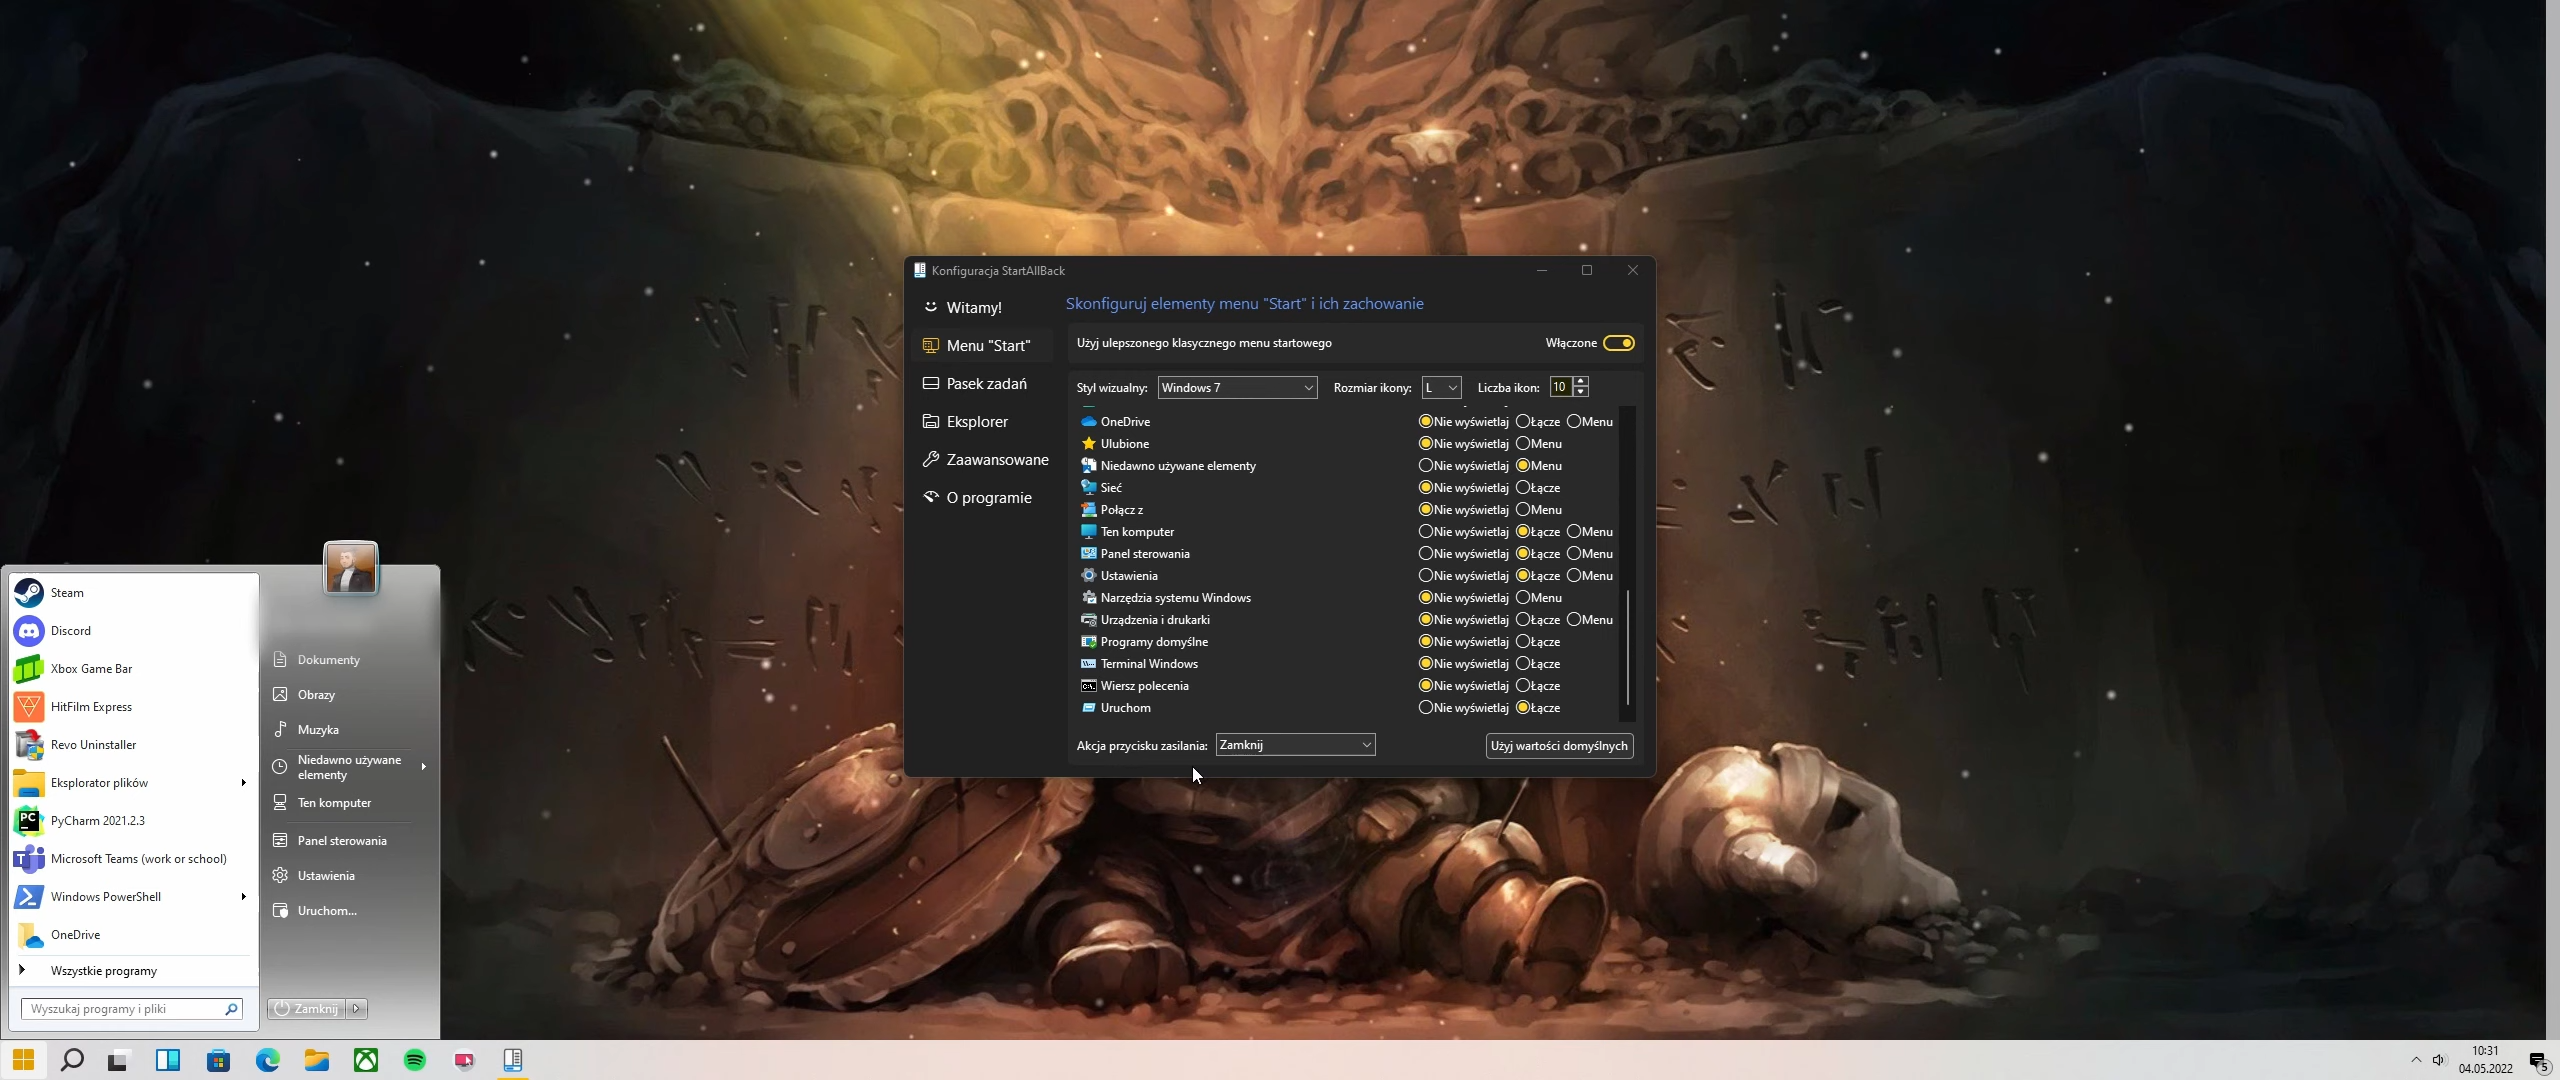 Konfiguracja StartAllBack
Witamy!
Menu "Start"
Pasek zadań
Eksplorer
Zaawansowane
O programie
Skonfiguruj elementy menu "Start" i ich zachowanie
Użyj ulepszonego klasycznego menu startowego Włączone
Styl wizualny: Windows 7 Rozmiar ikony: L Liczba ikon: 10
OneDrive Nie wyświetlaj Łącze Menu
Ulubione Nie wyświetlaj Menu
Niedawno używane elementy Nie wyświetlaj Menu
Sieć Nie wyświetlaj Łącze
Połącz z Nie wyświetlaj Menu
Ten komputer Nie wyświetlaj Łącze Menu
Panel sterowania Nie wyświetlaj Łącze Menu
Ustawienia Nie wyświetlaj Łącze Menu
Narzędzia systemu Windows Nie wyświetlaj Menu
Urządzenia i drukarki Nie wyświetlaj Łącze Menu
Programy domyślne Nie wyświetlaj Łącze
Terminal Windows Nie wyświetlaj Łącze
Wiersz polecenia Nie wyświetlaj Łącze
Uruchom Nie wyświetlaj Łącze
Akcja przycisku zasilania: Zamknij Użyj wartości domyślnych
Steam
Discord
Xbox Game Bar
HitFilm Express
Revo Uninstaller
Eksplorator plików
PyCharm 2021.2.3
Microsoft Teams (work or school)
Windows PowerShell
OneDrive
Wszystkie programy
Wyszukaj programy i pliki
Dokumenty
Obrazy
Muzyka
Niedawno używane
elementy
Ten komputer
Panel sterowania
Ustawienia
Uruchom...
Zamknij
10:31
04.05.2022
5